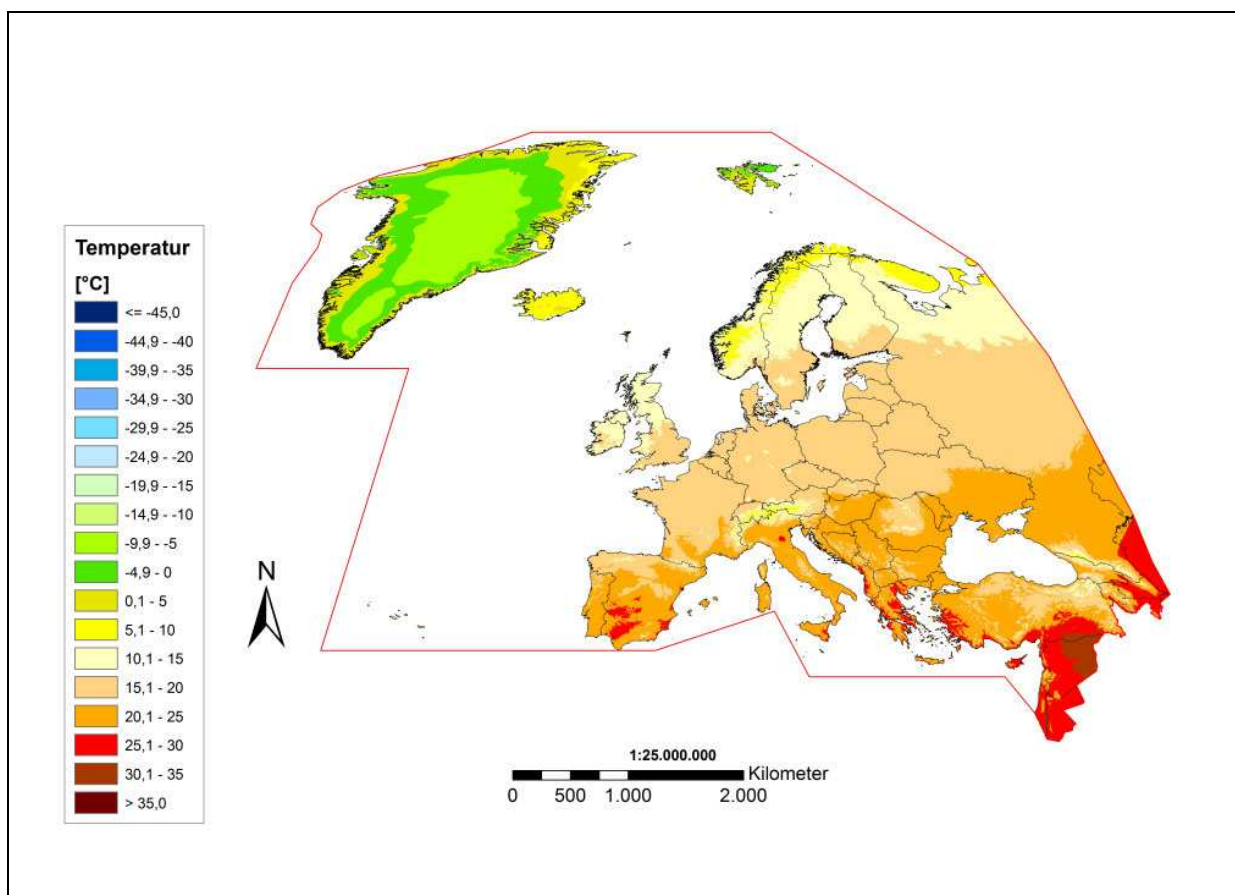 Temperatur
[°C]
<= -45,0
-44,9 - -40
-39,9 - -35
-34,9 - -30
-29,9 - -25
-24,9 - -20
-19,9 - -15
-14,9 - -10
-9,9 - -5
-4,9 - 0
0,1 - 5
5,1 - 10
10,1 - 15
15,1 - 20
20,1 - 25
25,1 - 30
30,1 - 35
> 35,0
N
1:25.000.000
Kilometer
0 500 1.000 2.000